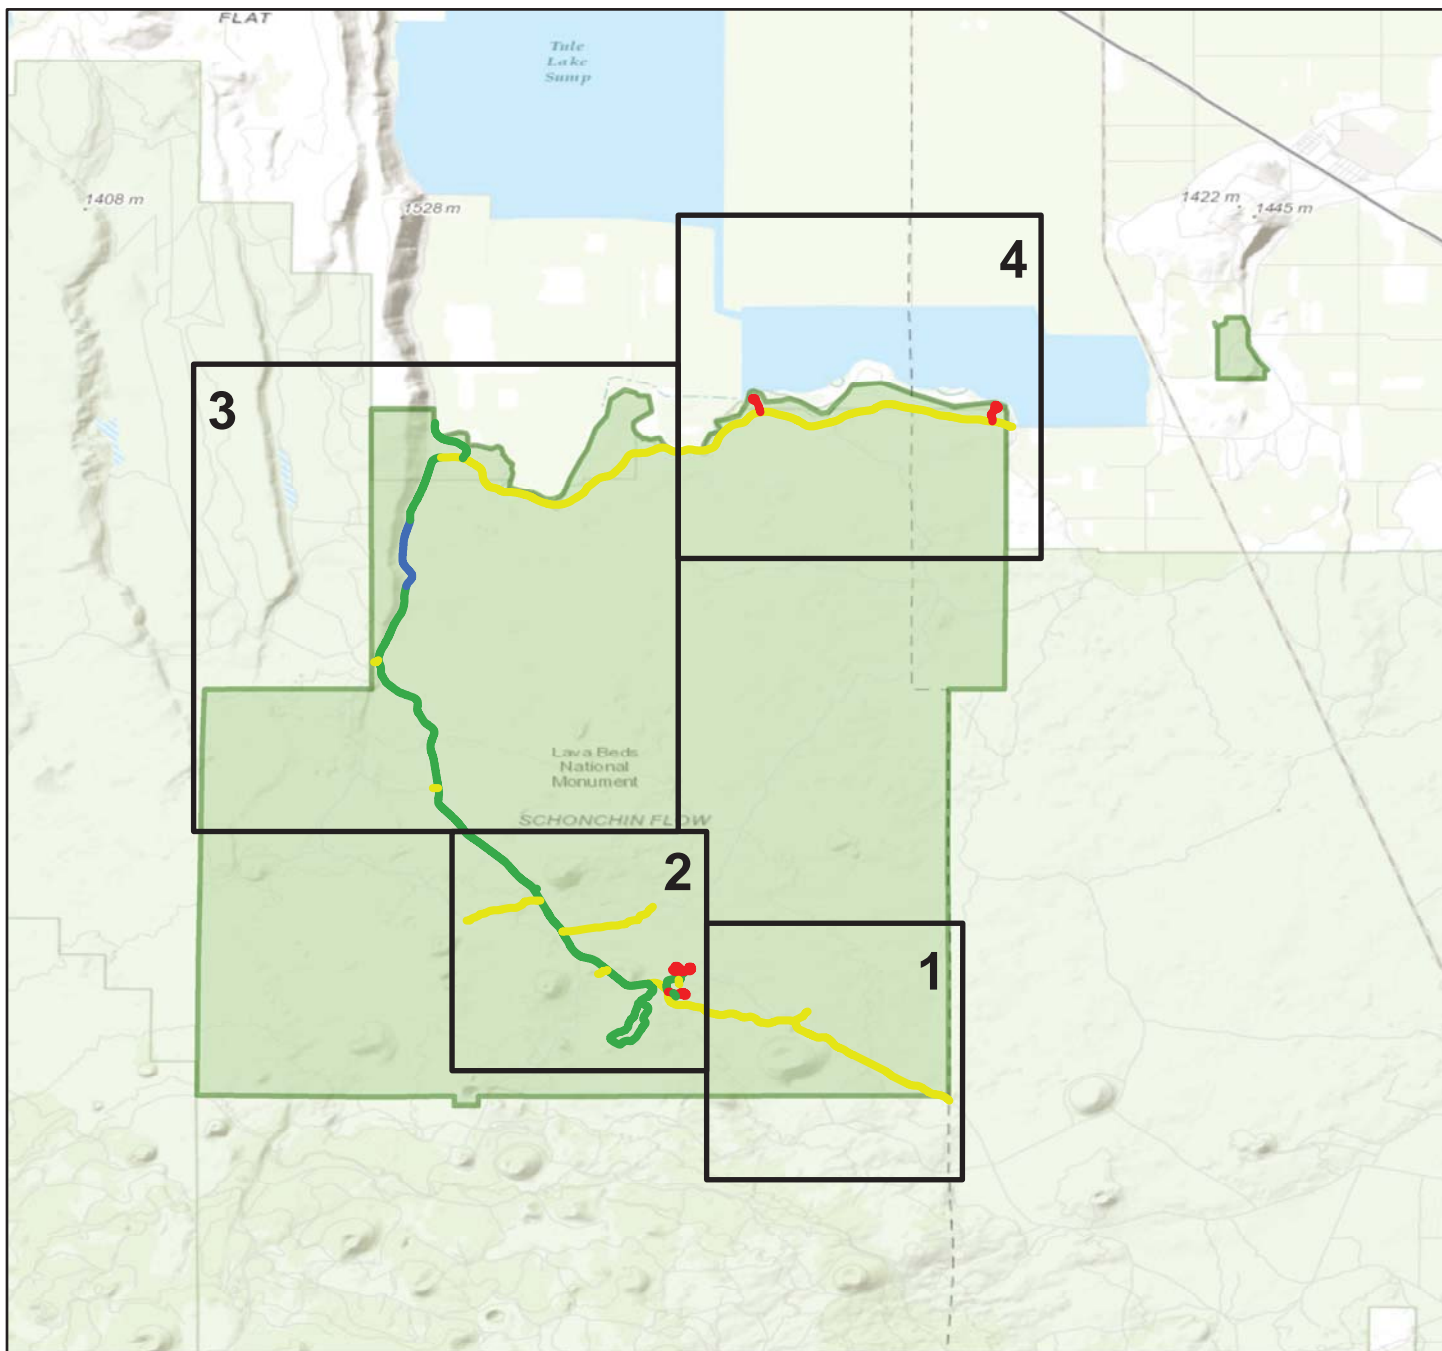 FLAT
Tule
Lake
Sump
1408 m
1528 m
1422 m
1445 m
4
3
Lava Beds
National
Monument
SCHONCHIN FLOW
2
1